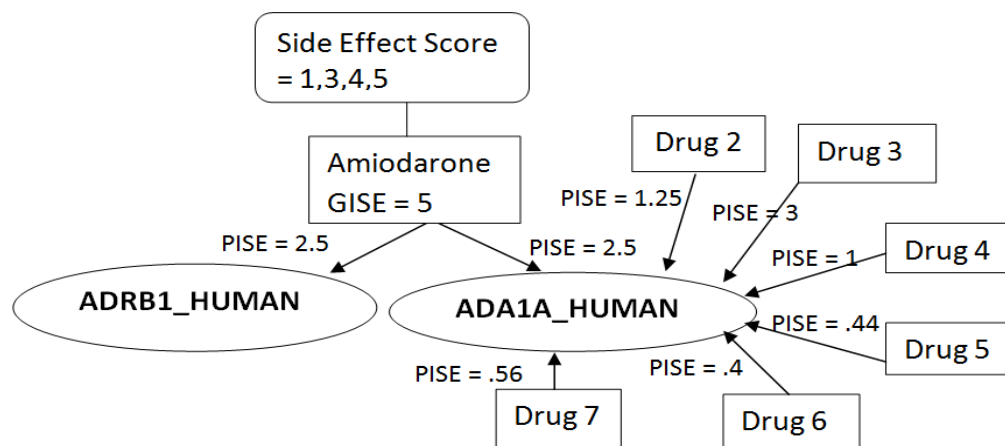 Side Effect Score
= 1,3,4,5
Amiodarone
GISE = 5
Drug 2
Drug 3
PISE = 1.25
PISE = 3
PISE = 2.5
PISE = 2.5
Drug 4
PISE = 1
ADRB1_HUMAN
ADA1A_HUMAN
PISE = .44
Drug 5
PISE = .56
PISE = .4
Drug 7
Drug 6